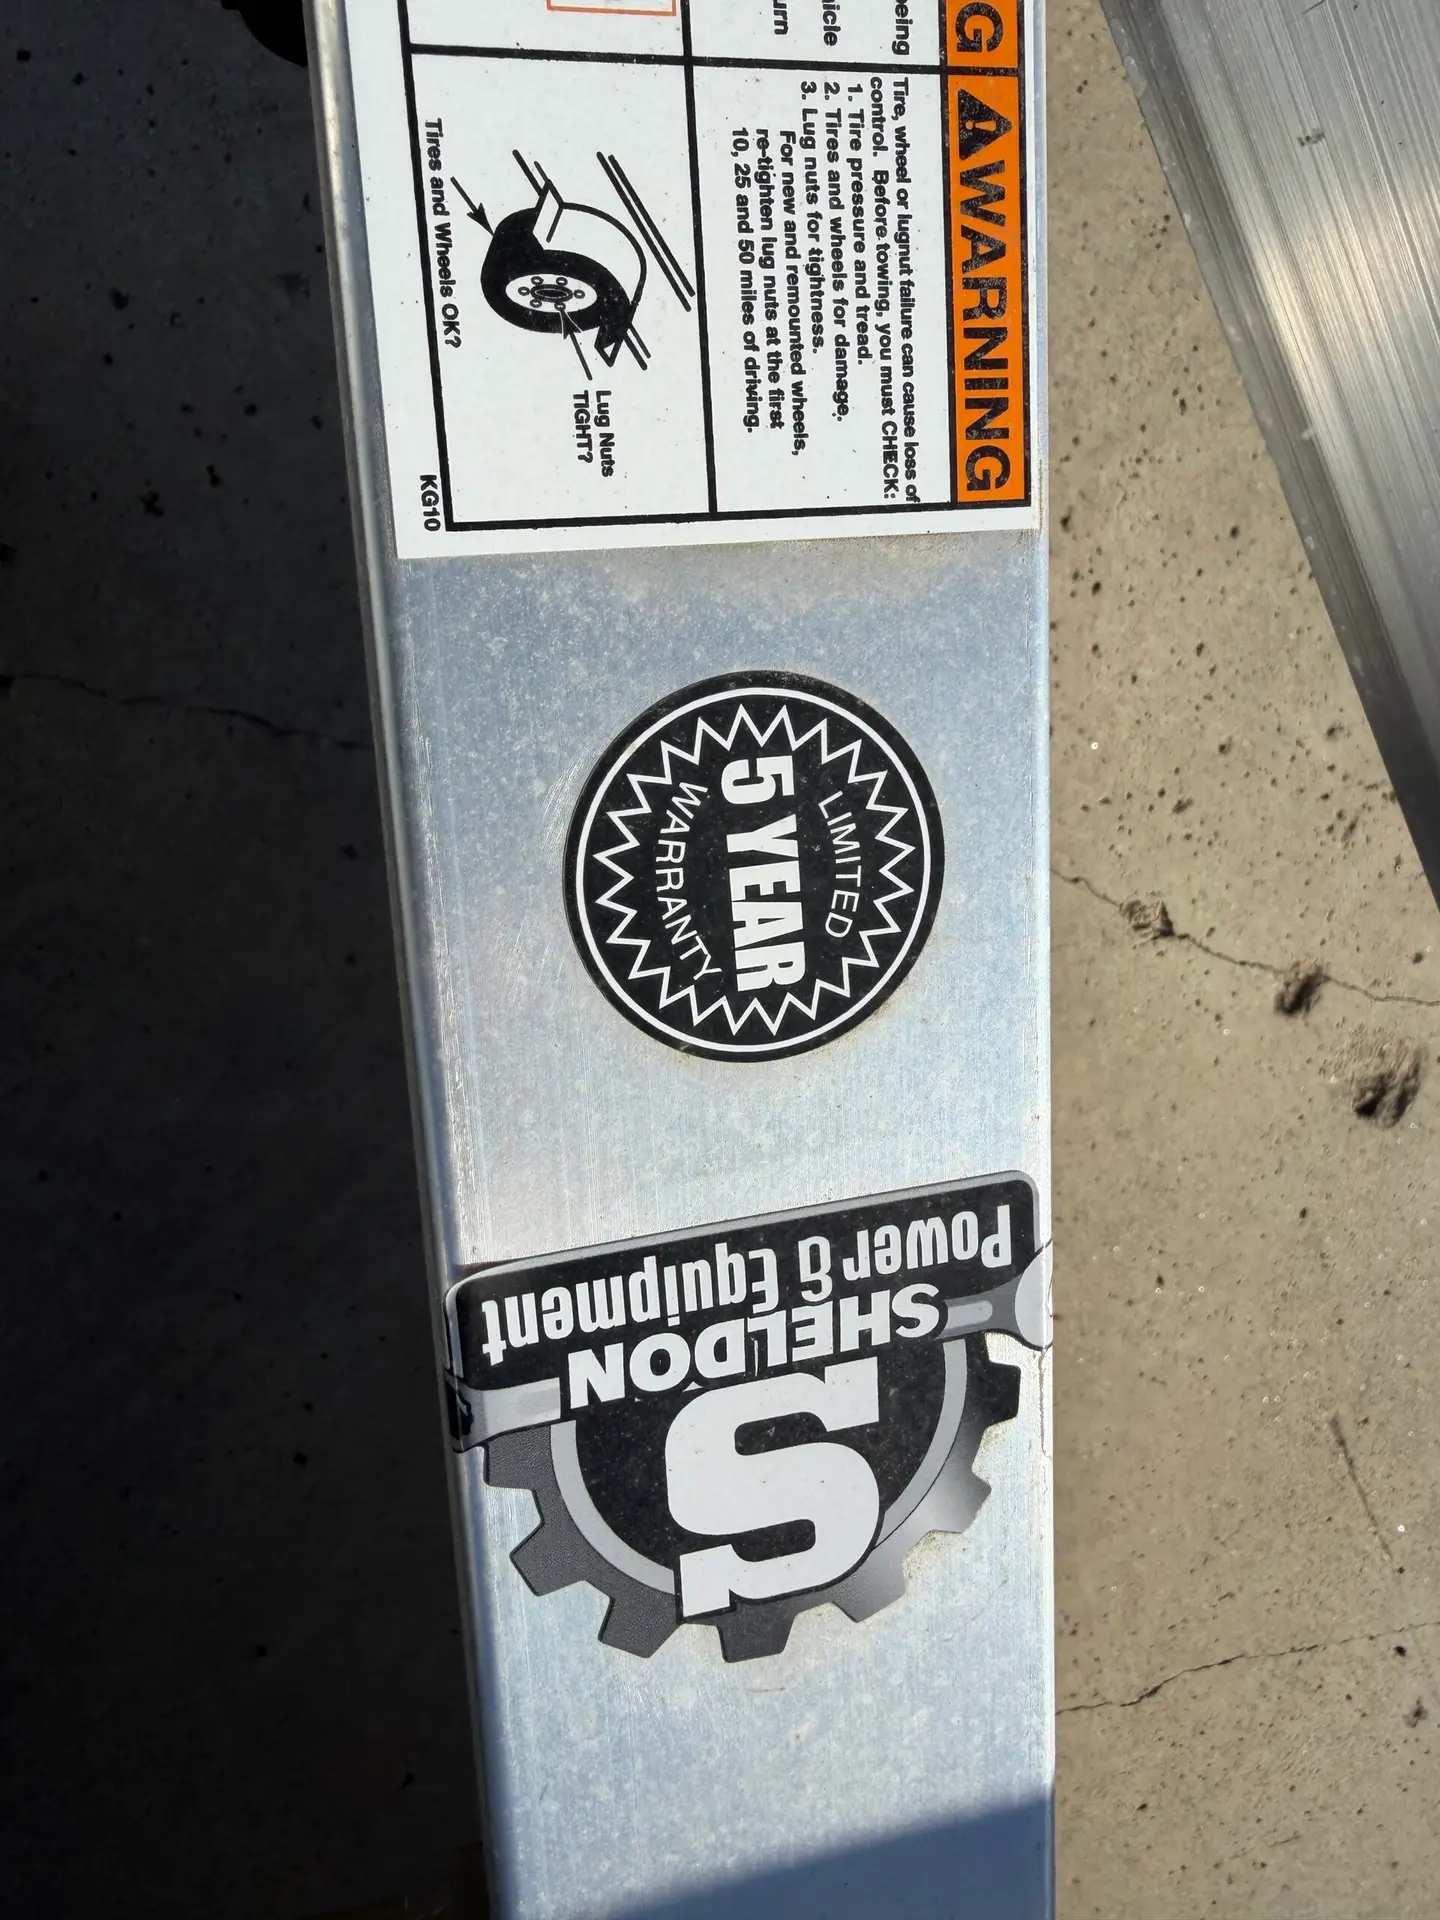 eing
icle
urn
G
⚠WARNING
Tire, wheel or lugnut failure can cause loss of
control. Before towing, you must CHECK:
1. Tire pressure and tread.
2. Tires and wheels for damage.
3. Lug nuts for tightness.
For new and remounted wheels,
re-tighten lug nuts at the first
10, 25 and 50 miles of driving.
Lug Nuts
TIGHT?
Tires and Wheels OK?
KG10
LIMITED
5 YEAR
WARRANTY
S
SHELDON
Power & Equipment